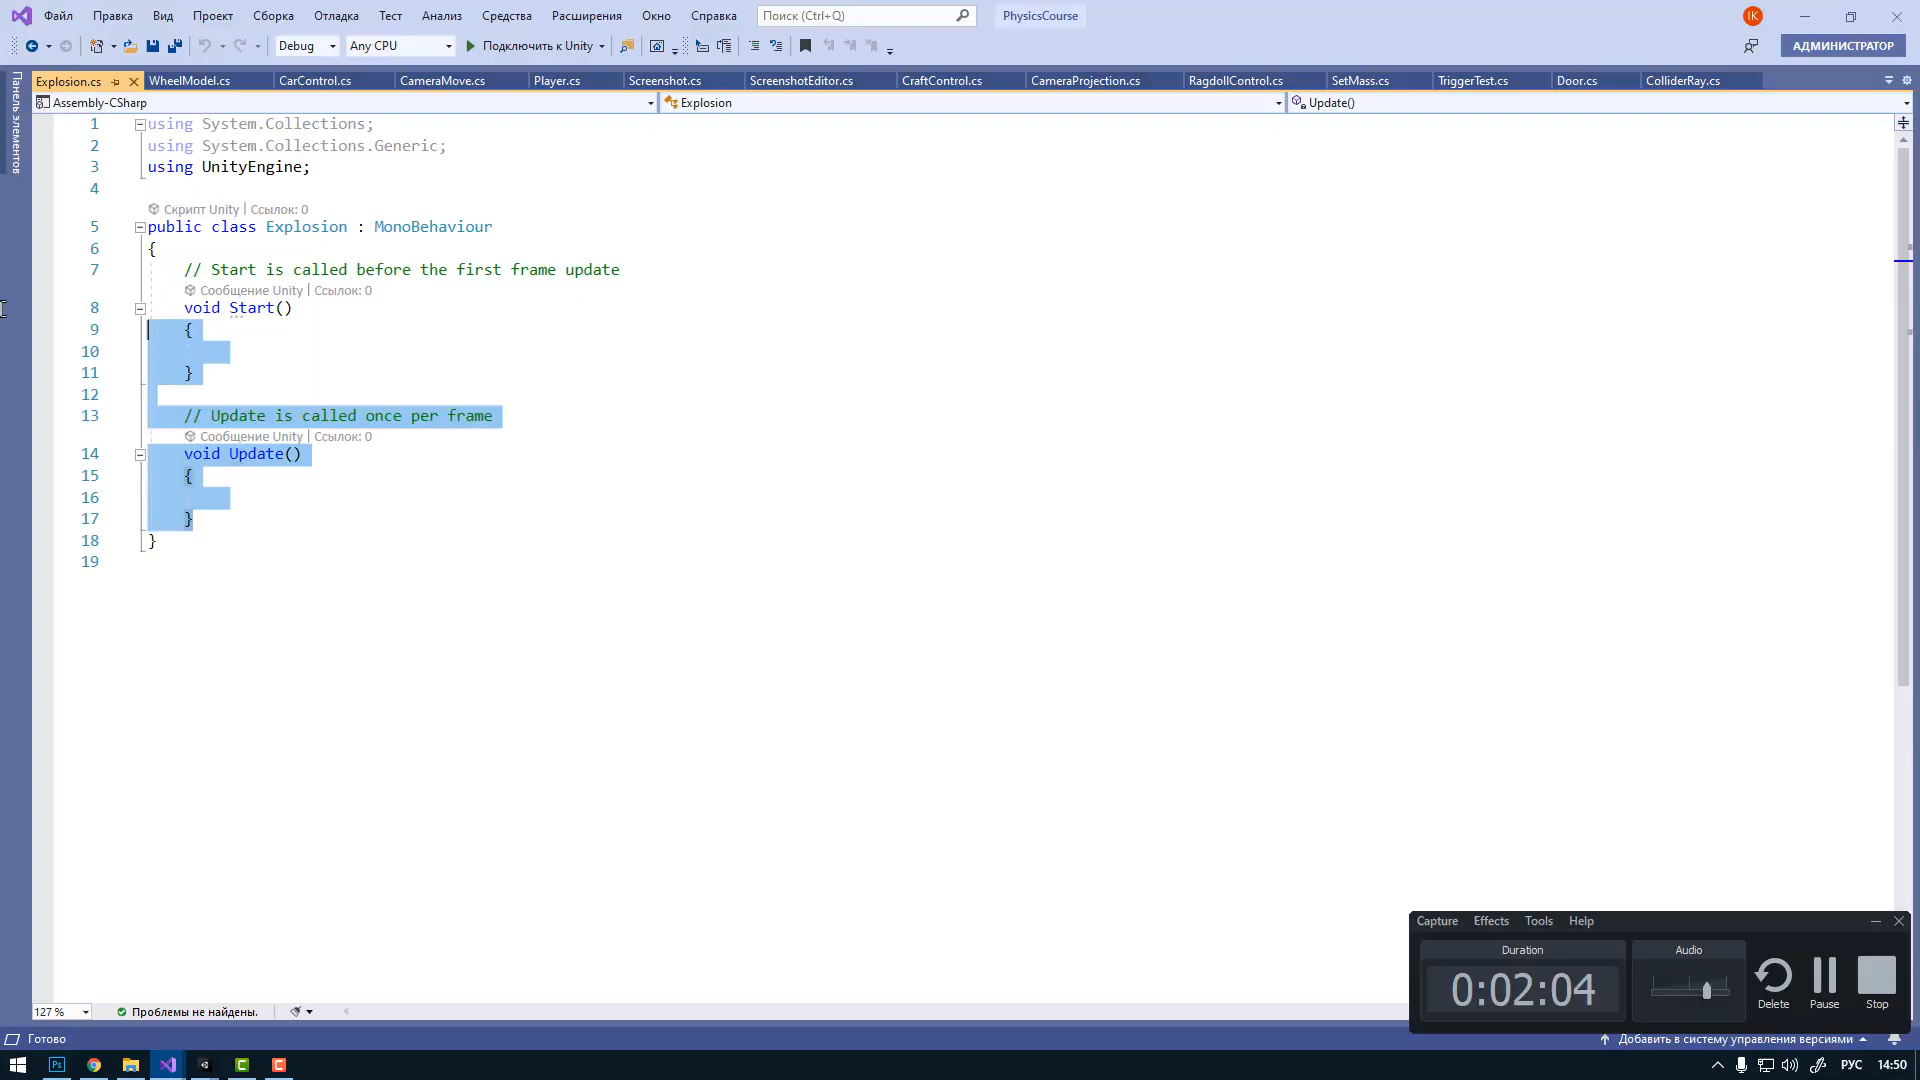 Файл Правка Вид Проект Сборка Отладка Тест Анализ Средства Расширения Окно Справка Поиск (Ctrl+Q) PhysicsCourse IK
Debug Any CPU Подключить к Unity АДМИНИСТРАТОР
Explosion.cs WheelModel.cs CarControl.cs CameraMove.cs Player.cs Screenshot.cs ScreenshotEditor.cs CraftControl.cs CameraProjection.cs RagdollControl.cs SetMass.cs TriggerTest.cs Door.cs ColliderRay.cs
Панель элементов
Assembly-CSharp Explosion Update()
1 using System.Collections;
2 using System.Collections.Generic;
3 using UnityEngine;
4
Скрипт Unity | Ссылок: 0
5 public class Explosion : MonoBehaviour
6 {
7 // Start is called before the first frame update
Сообщение Unity | Ссылок: 0
8 void Start()
9 {
10
11 }
12
13 // Update is called once per frame
Сообщение Unity | Ссылок: 0
14 void Update()
15 {
16
17 }
18 }
19
Capture Effects Tools Help
Duration Audio
0:02:04
Delete Pause Stop
127 % Проблемы не найдены.
Готово Добавить в систему управления версиями
Ps C C РУС 14:50